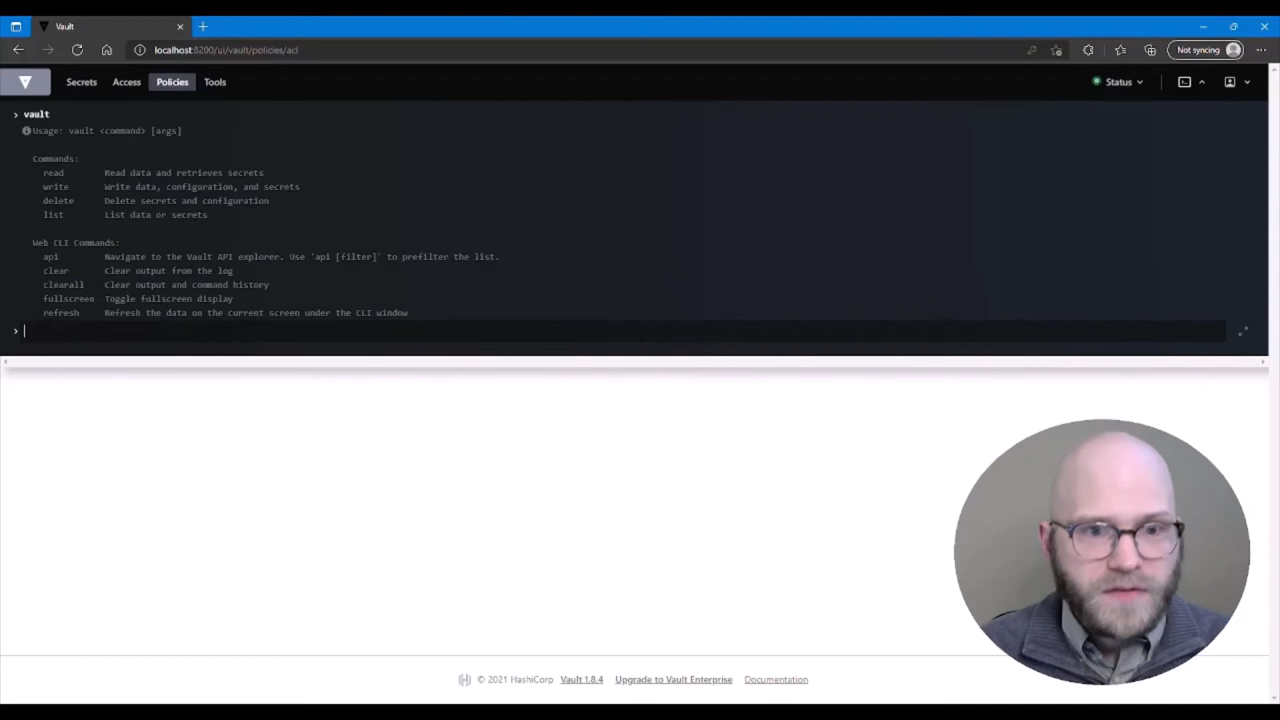 Vault
localhost:8200/ui/vault/policies/acl
Not syncing
Secrets Access Policies Tools
Status
vault
Usage: vault <command> [args]
Commands:
read Read data and retrieves secrets
write Write data, configuration, and secrets
delete Delete secrets and configuration
list List data or secrets
Web CLI Commands:
api Navigate to the Vault API explorer. Use 'api [filter]' to prefilter the list.
clear Clear output from the log
clearall Clear output and command history
fullscreen Toggle fullscreen display
refresh Refresh the data on the current screen under the CLI window
© 2021 HashiCorp Vault 1.8.4 Upgrade to Vault Enterprise Documentation